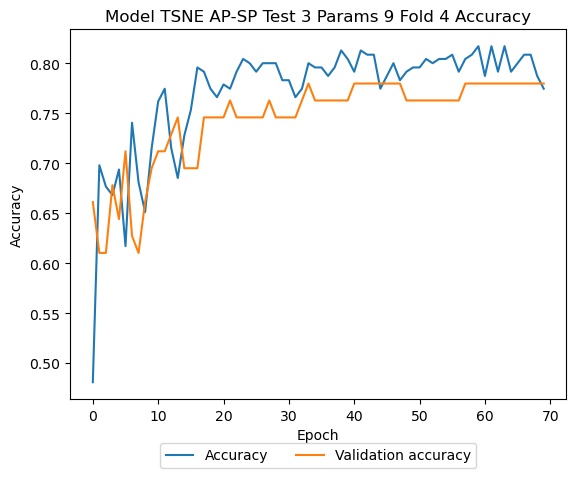 Model TSNE AP-SP Test 3 Params 9 Fold 4 Accuracy
0.80
0.75
0.70
0.65
0.60
0.55
0.50
Accuracy
0 10 20 30 40 50 60 70
Epoch
Accuracy Validation accuracy